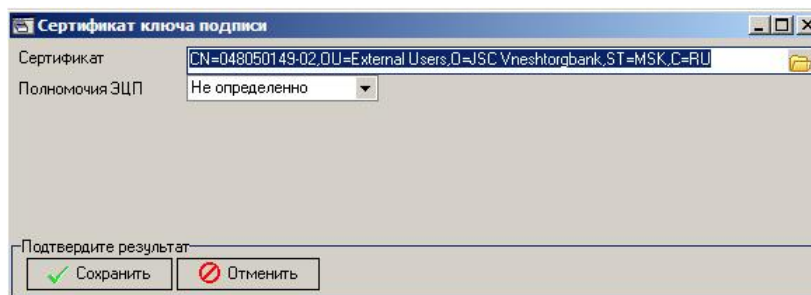 Сертификат ключа подписи
Сертификат CN=048050149-02,OU=External Users,O=JSC Vneshtorgbank,ST=MSK,C=RU
Полномочия ЭЦП Не определенно
Подтвердите результат
Сохранить Отменить